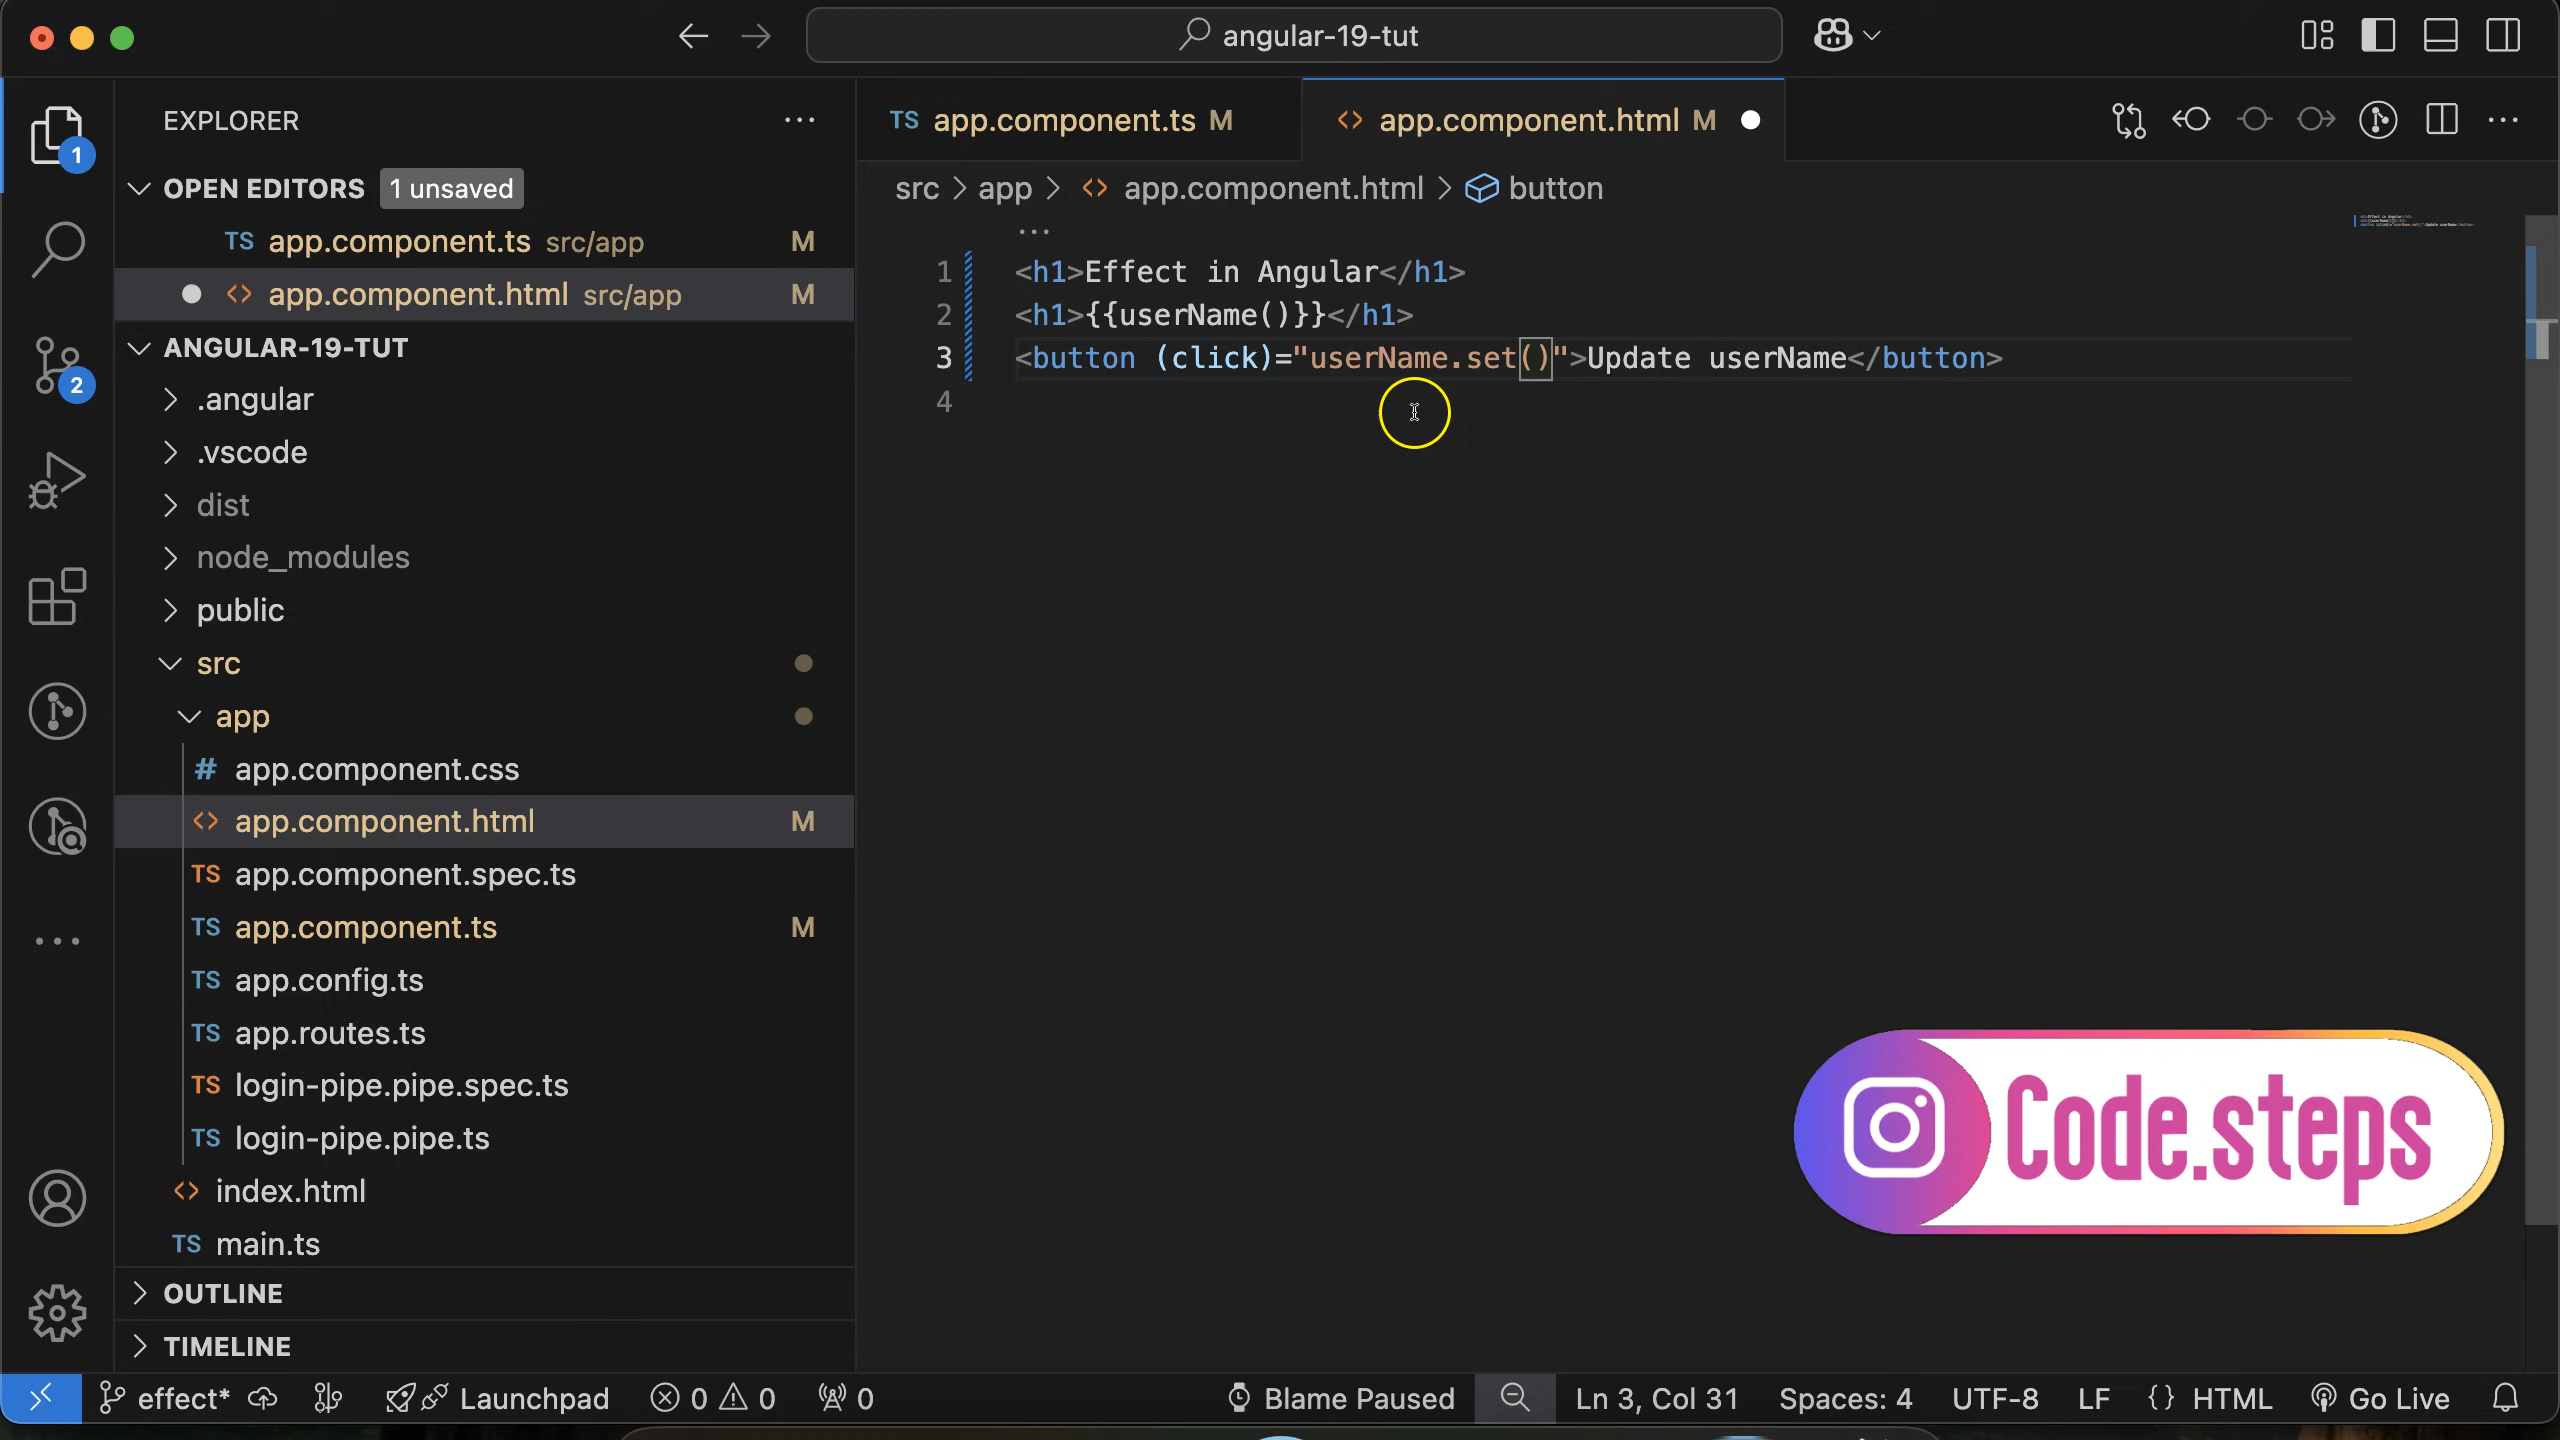 angular-19-tut
EXPLORER
OPEN EDITORS 1 unsaved
TS app.component.ts src/app M
<> app.component.html src/app M
ANGULAR-19-TUT
.angular
.vscode
dist
node_modules
public
src
app
# app.component.css
<> app.component.html M
TS app.component.spec.ts
TS app.component.ts M
TS app.config.ts
TS app.routes.ts
TS login-pipe.pipe.spec.ts
TS login-pipe.pipe.ts
<> index.html
TS main.ts
OUTLINE
TIMELINE
1
2
TS app.component.ts M
<> app.component.html M
src > app > <> app.component.html > button
...
1 <h1>Effect in Angular</h1>
2 <h1>{{userName()}}</h1>
3 <button (click)="userName.set()">Update userName</button>
4
Code.steps
effect* Launchpad 0 0 0 Blame Paused Ln 3, Col 31 Spaces: 4 UTF-8 LF {} HTML Go Live